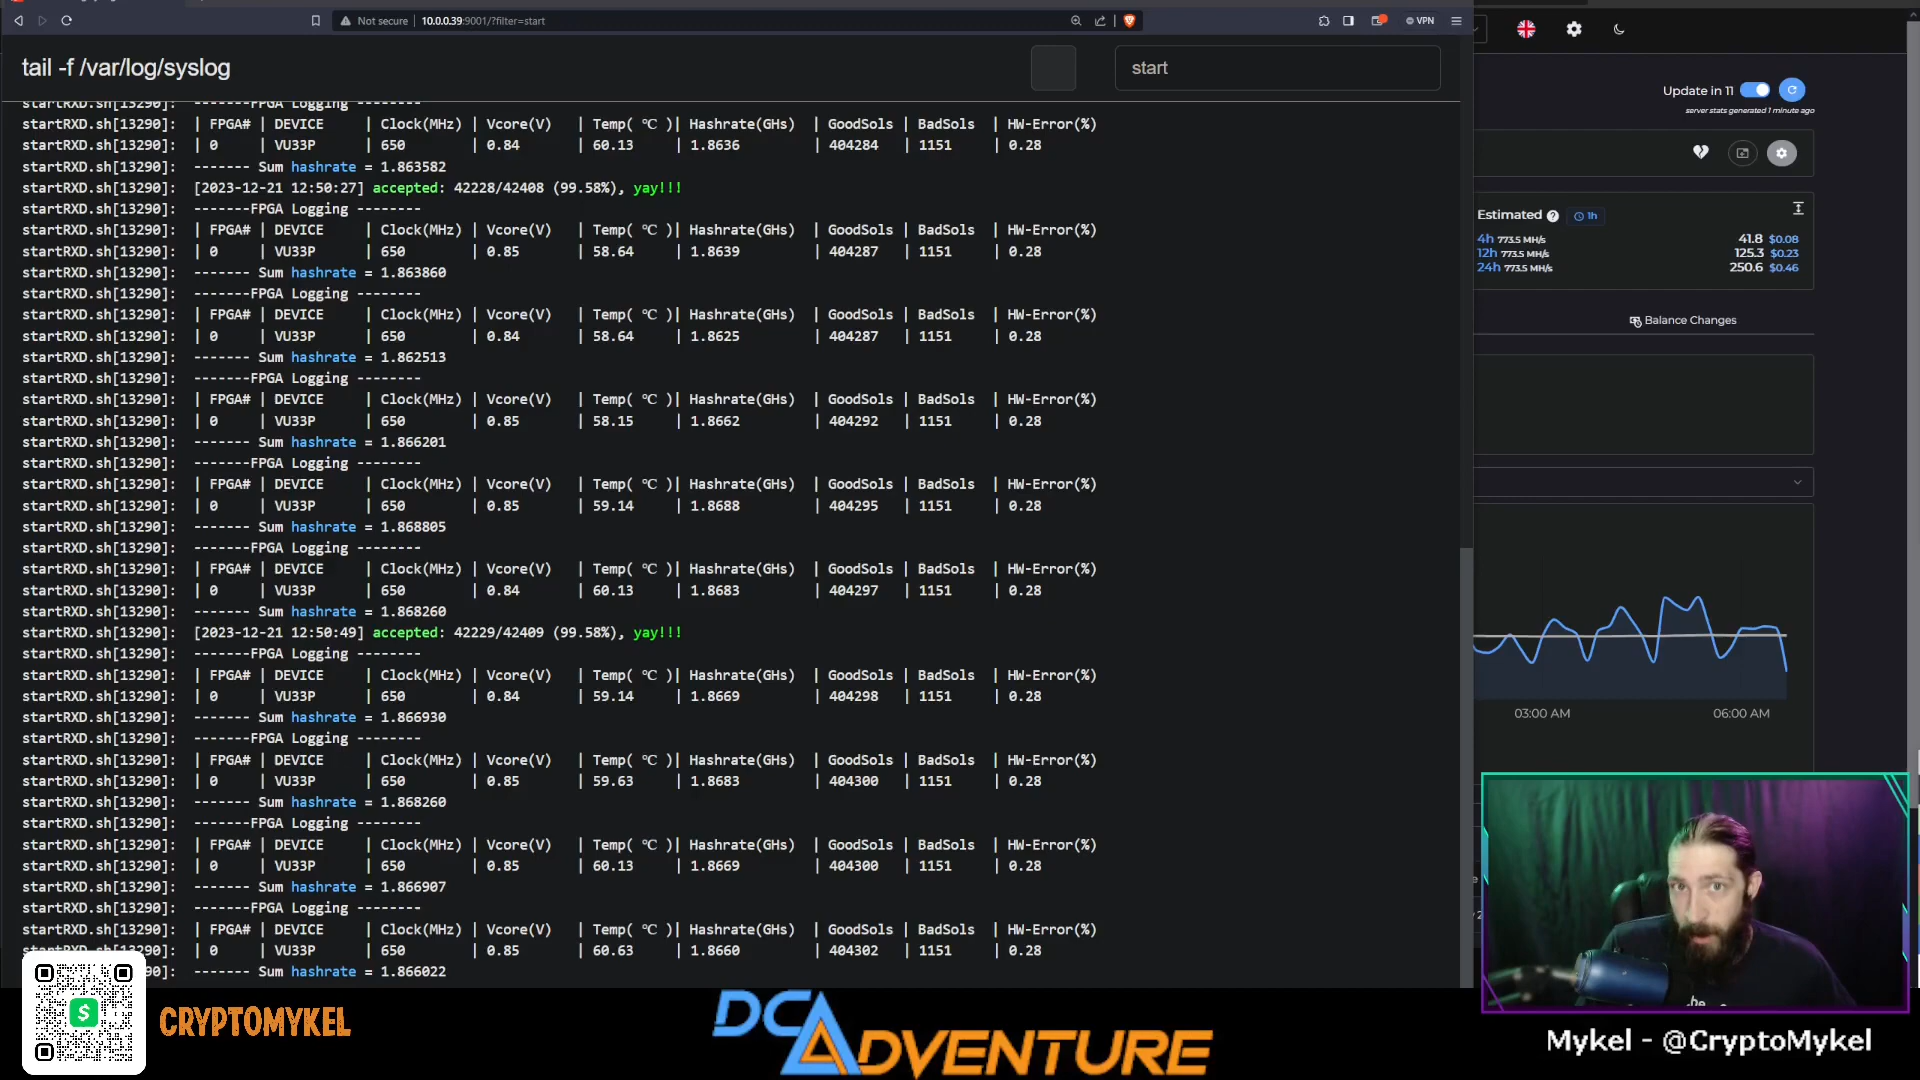 Not secure
10.0.0.39:9001/?filter=start
VPN
tail -f /var/log/syslog
start
startRXD.sh[13290]: -------FPGA Logging --------
startRXD.sh[13290]: | FPGA# | DEVICE | Clock(MHz) | Vcore(V) | Temp( ℃ )| Hashrate(GHs) | GoodSols | BadSols | HW-Error(%)
startRXD.sh[13290]: | 0 | VU33P | 650 | 0.84 | 60.13 | 1.8636 | 404284 | 1151 | 0.28
startRXD.sh[13290]: ------- Sum hashrate = 1.863582
startRXD.sh[13290]: [2023-12-21 12:50:27] accepted: 42228/42408 (99.58%), yay!!!
startRXD.sh[13290]: -------FPGA Logging --------
startRXD.sh[13290]: | FPGA# | DEVICE | Clock(MHz) | Vcore(V) | Temp( ℃ )| Hashrate(GHs) | GoodSols | BadSols | HW-Error(%)
startRXD.sh[13290]: | 0 | VU33P | 650 | 0.85 | 58.64 | 1.8639 | 404287 | 1151 | 0.28
startRXD.sh[13290]: ------- Sum hashrate = 1.863860
startRXD.sh[13290]: -------FPGA Logging --------
startRXD.sh[13290]: | FPGA# | DEVICE | Clock(MHz) | Vcore(V) | Temp( ℃ )| Hashrate(GHs) | GoodSols | BadSols | HW-Error(%)
startRXD.sh[13290]: | 0 | VU33P | 650 | 0.84 | 58.64 | 1.8625 | 404287 | 1151 | 0.28
startRXD.sh[13290]: ------- Sum hashrate = 1.862513
startRXD.sh[13290]: -------FPGA Logging --------
startRXD.sh[13290]: | FPGA# | DEVICE | Clock(MHz) | Vcore(V) | Temp( ℃ )| Hashrate(GHs) | GoodSols | BadSols | HW-Error(%)
startRXD.sh[13290]: | 0 | VU33P | 650 | 0.85 | 58.15 | 1.8662 | 404292 | 1151 | 0.28
startRXD.sh[13290]: ------- Sum hashrate = 1.866201
startRXD.sh[13290]: -------FPGA Logging --------
startRXD.sh[13290]: | FPGA# | DEVICE | Clock(MHz) | Vcore(V) | Temp( ℃ )| Hashrate(GHs) | GoodSols | BadSols | HW-Error(%)
startRXD.sh[13290]: | 0 | VU33P | 650 | 0.85 | 59.14 | 1.8688 | 404295 | 1151 | 0.28
startRXD.sh[13290]: ------- Sum hashrate = 1.868805
startRXD.sh[13290]: -------FPGA Logging --------
startRXD.sh[13290]: | FPGA# | DEVICE | Clock(MHz) | Vcore(V) | Temp( ℃ )| Hashrate(GHs) | GoodSols | BadSols | HW-Error(%)
startRXD.sh[13290]: | 0 | VU33P | 650 | 0.84 | 60.13 | 1.8683 | 404297 | 1151 | 0.28
startRXD.sh[13290]: ------- Sum hashrate = 1.868260
startRXD.sh[13290]: [2023-12-21 12:50:49] accepted: 42229/42409 (99.58%), yay!!!
startRXD.sh[13290]: -------FPGA Logging --------
startRXD.sh[13290]: | FPGA# | DEVICE | Clock(MHz) | Vcore(V) | Temp( ℃ )| Hashrate(GHs) | GoodSols | BadSols | HW-Error(%)
startRXD.sh[13290]: | 0 | VU33P | 650 | 0.84 | 59.14 | 1.8669 | 404298 | 1151 | 0.28
startRXD.sh[13290]: ------- Sum hashrate = 1.866930
startRXD.sh[13290]: -------FPGA Logging --------
startRXD.sh[13290]: | FPGA# | DEVICE | Clock(MHz) | Vcore(V) | Temp( ℃ )| Hashrate(GHs) | GoodSols | BadSols | HW-Error(%)
startRXD.sh[13290]: | 0 | VU33P | 650 | 0.85 | 59.63 | 1.8683 | 404300 | 1151 | 0.28
startRXD.sh[13290]: ------- Sum hashrate = 1.868260
startRXD.sh[13290]: -------FPGA Logging --------
startRXD.sh[13290]: | FPGA# | DEVICE | Clock(MHz) | Vcore(V) | Temp( ℃ )| Hashrate(GHs) | GoodSols | BadSols | HW-Error(%)
startRXD.sh[13290]: | 0 | VU33P | 650 | 0.85 | 60.13 | 1.8669 | 404300 | 1151 | 0.28
startRXD.sh[13290]: ------- Sum hashrate = 1.866907
startRXD.sh[13290]: -------FPGA Logging --------
startRXD.sh[13290]: | FPGA# | DEVICE | Clock(MHz) | Vcore(V) | Temp( ℃ )| Hashrate(GHs) | GoodSols | BadSols | HW-Error(%)
startRXD.sh[13290]: | 0 | VU33P | 650 | 0.85 | 60.63 | 1.8660 | 404302 | 1151 | 0.28
90]: ------- Sum hashrate = 1.866022
Update in 11
server stats generated 1 minute ago
Estimated
1h
4h 773.5 MH/s 41.8 $0.08
12h 773.5 MH/s 125.3 $0.23
24h 773.5 MH/s 250.6 $0.46
Balance Changes
03:00 AM 06:00 AM
CRYPTOMYKEL
DCADVENTURE
Mykel - @CryptoMykel